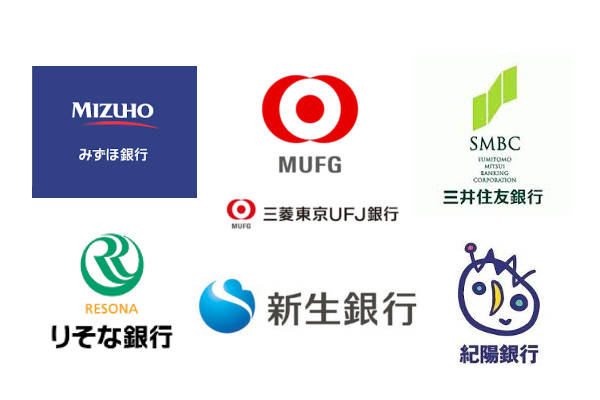 MIZUHO
みずほ銀行
MUFG
MUFG
三菱東京UFJ銀行
SMBC
SUMITOMO
MITSUI
BANKING
CORPORATION
三井住友銀行
RESONA
りそな銀行
新生銀行
紀陽銀行